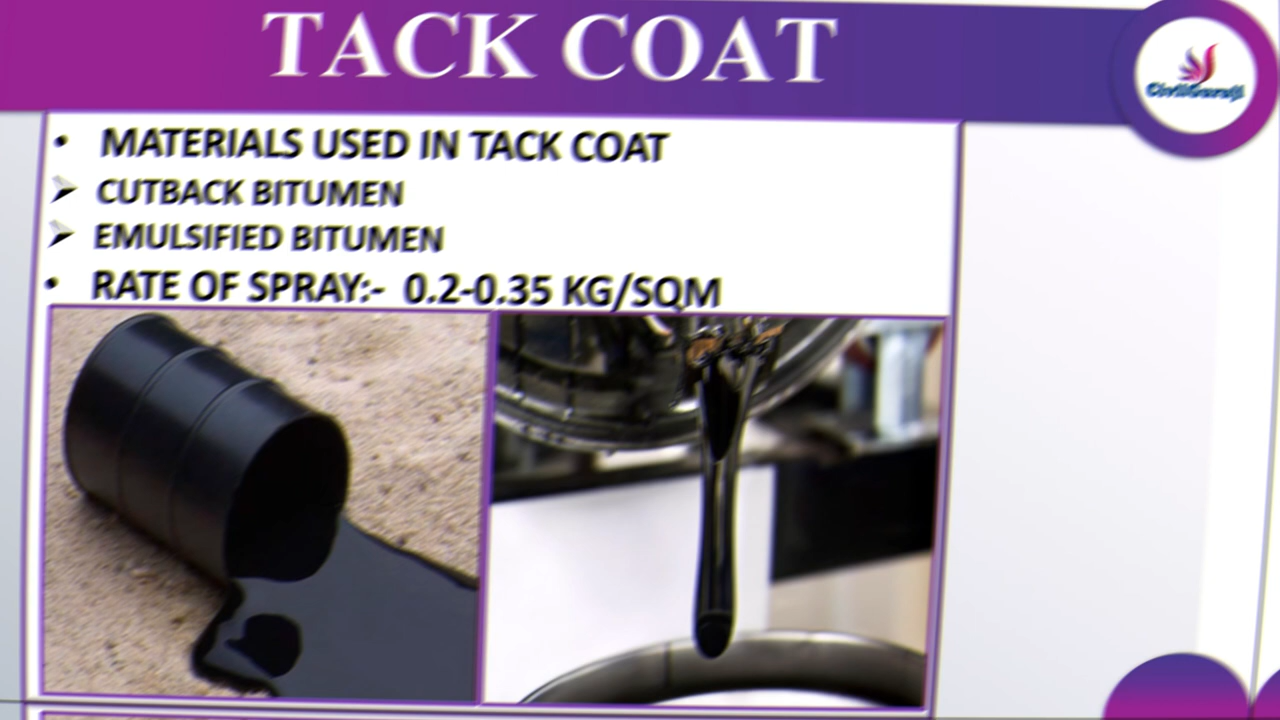 TACK COAT
• MATERIALS USED IN TACK COAT
➢ CUTBACK BITUMEN
➢ EMULSIFIED BITUMEN
• RATE OF SPRAY:- 0.2-0.35 KG/SQM
CivilGuruji